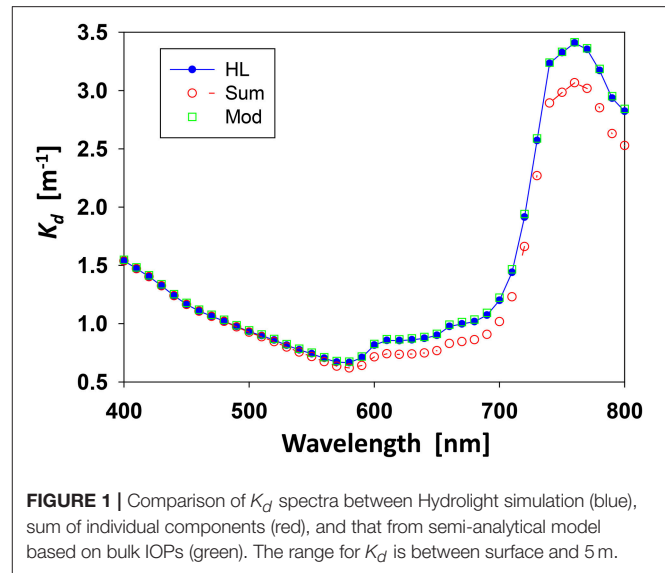 3.5
3.0
2.5
2.0
1.5
1.0
0.5
K_d [m⁻¹]
HL
Sum
Mod
400 500 600 700 800
Wavelength [nm]
FIGURE 1 | Comparison of K_d spectra between Hydrolight simulation (blue),
sum of individual components (red), and that from semi-analytical model
based on bulk IOPs (green). The range for K_d is between surface and 5 m.